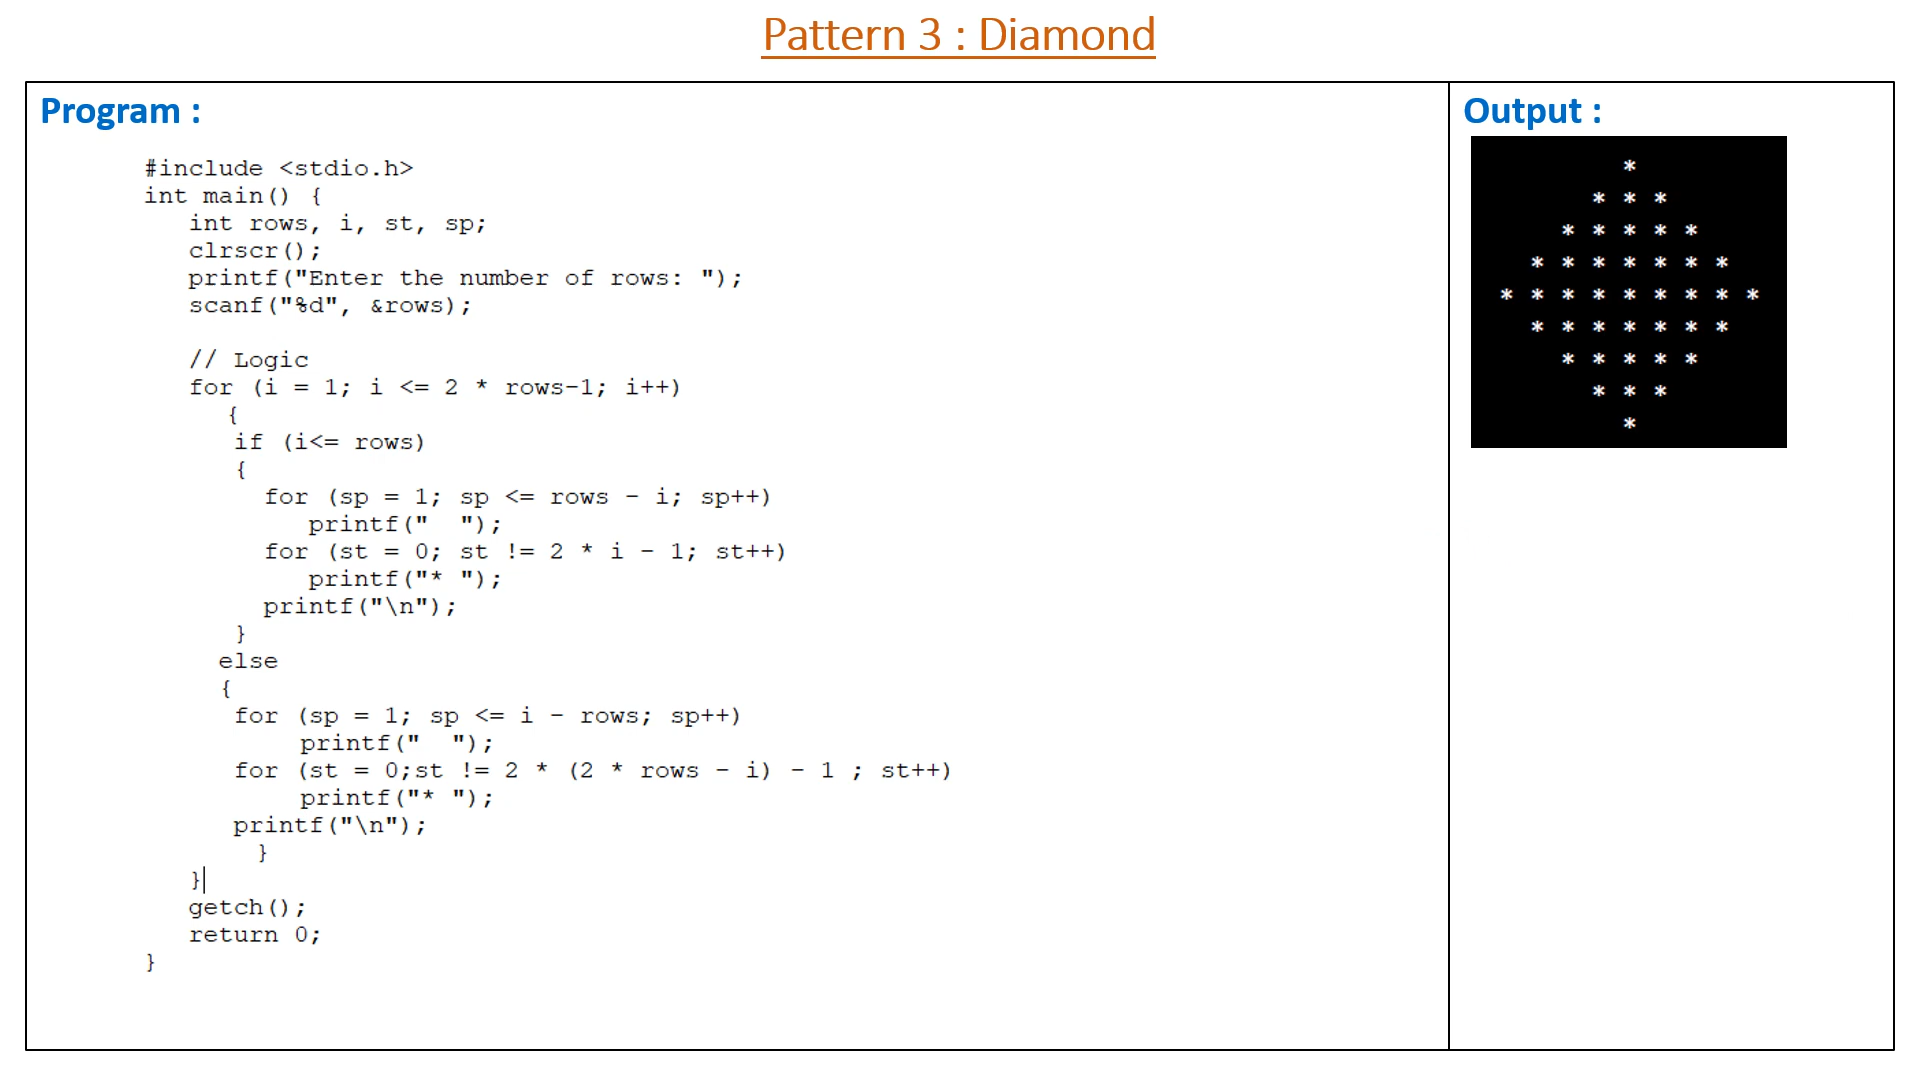 Pattern 3 : Diamond
Program :
#include <stdio.h>
int main() {
int rows, i, st, sp;
clrscr();
printf("Enter the number of rows: ");
scanf("%d", &rows);
// Logic
for (i = 1; i <= 2 * rows-1; i++)
{
if (i<= rows)
{
for (sp = 1; sp <= rows - i; sp++)
printf("  ");
for (st = 0; st != 2 * i - 1; st++)
printf("* ");
printf("\n");
}
else
{
for (sp = 1; sp <= i - rows; sp++)
printf("  ");
for (st = 0;st != 2 * (2 * rows - i) - 1 ; st++)
printf("* ");
printf("\n");
}
}
getch();
return 0;
}
Output :
*
* * *
* * * * *
* * * * * * *
* * * * * * * * *
* * * * * * *
* * * * *
* * *
*